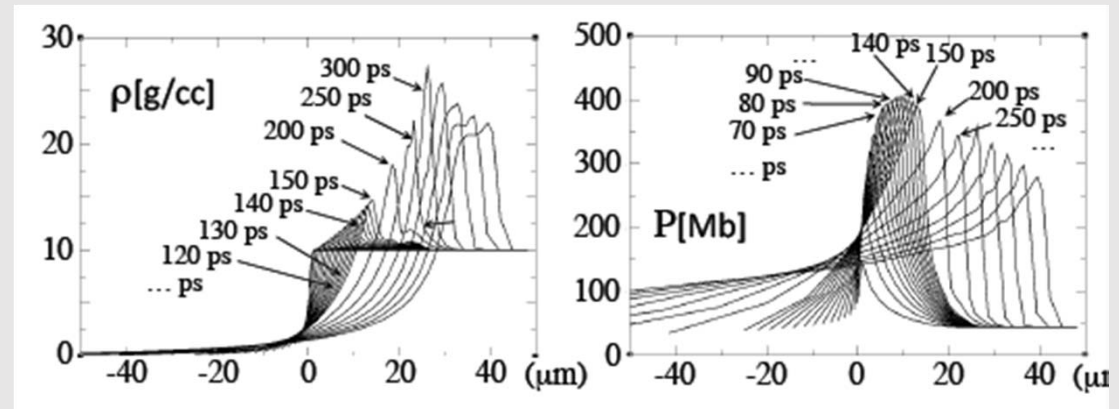 30
ρ[g/cc]
300 ps
250 ps
20
200 ps
150 ps
140 ps
130 ps
10
120 ps
... ps
0
-40 -20 0 20 40 (μm)
500
140 ps
150 ps
...
90 ps
400
80 ps
200 ps
70 ps
250 ps
...
300
... ps
200
P[Mb]
100
0
-40 -20 0 20 40 (μm